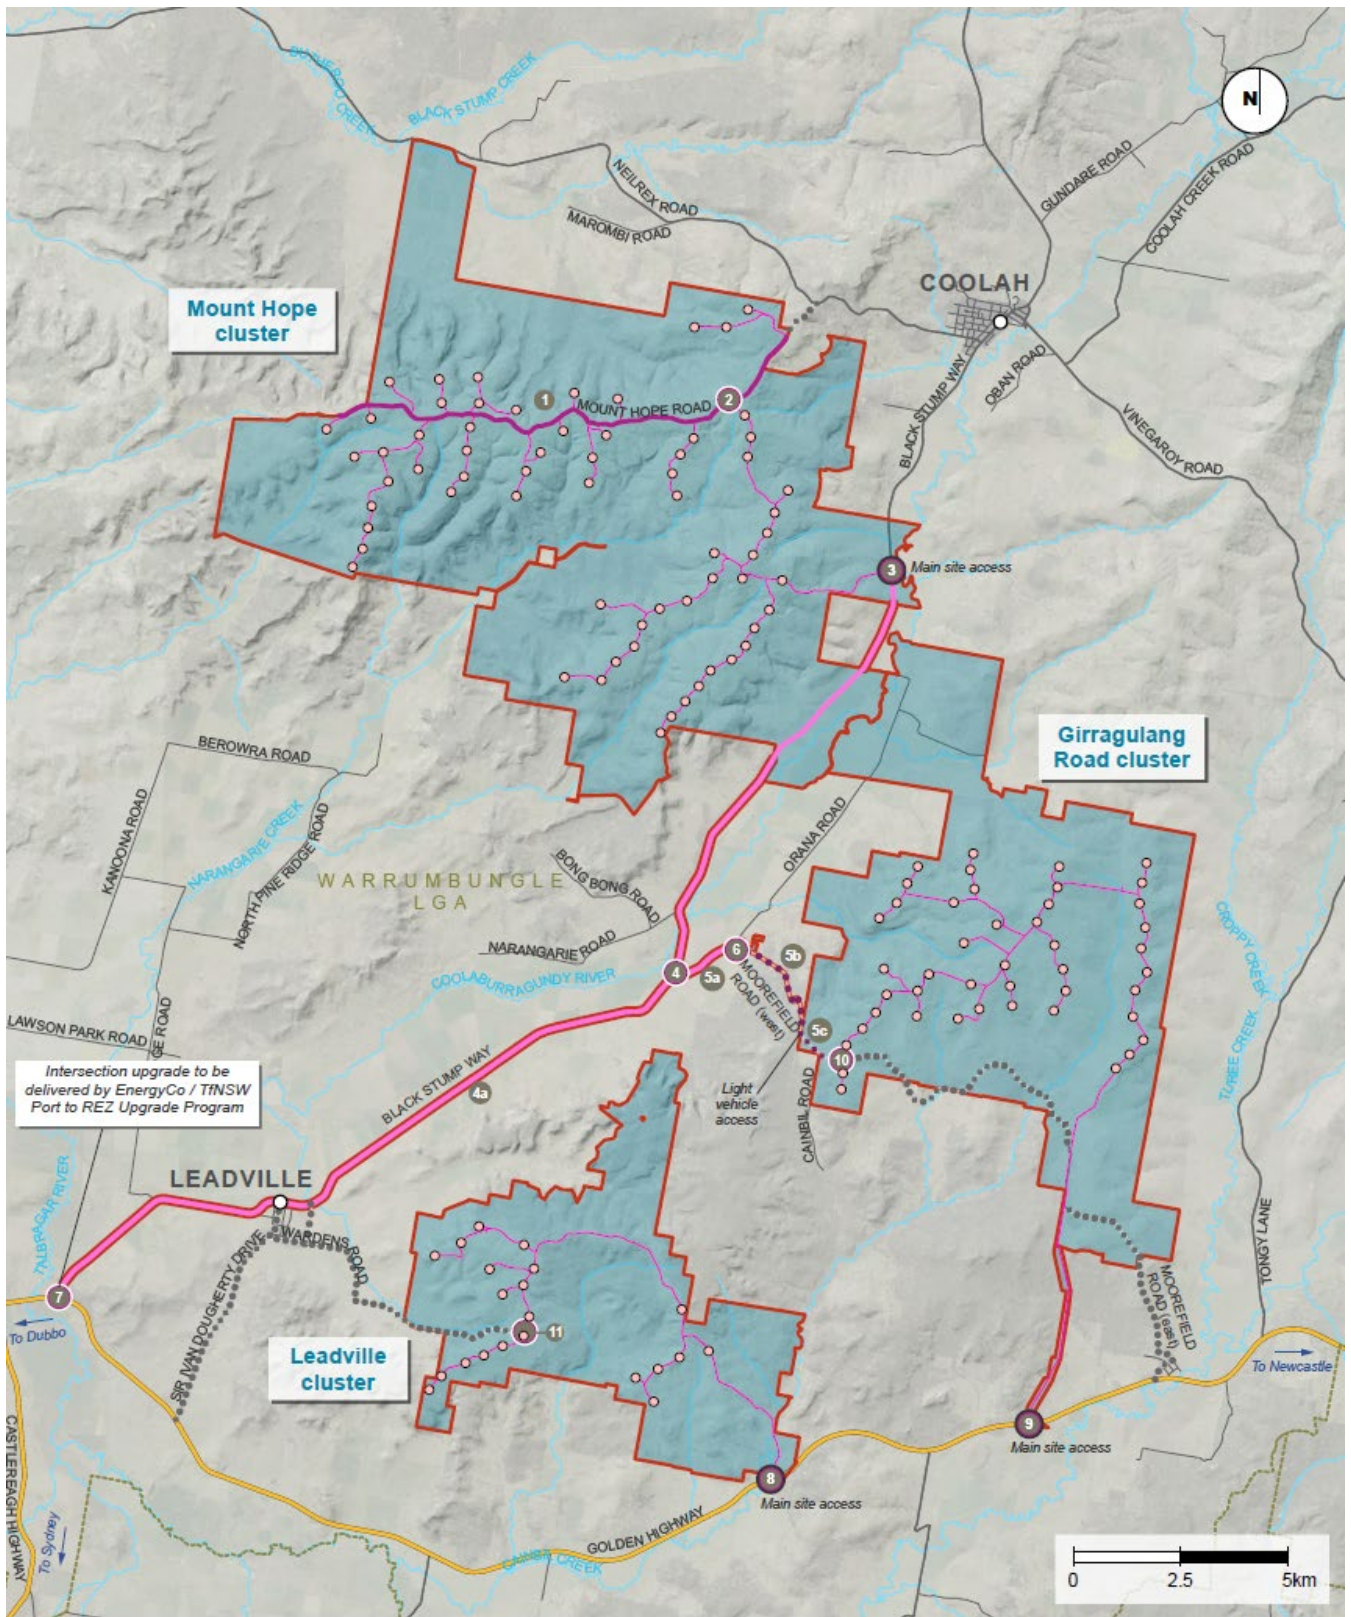 BUTHEROO CREEK
BLACK STUMP CREEK
N
NEILREX ROAD
MAROMBI ROAD
GUNDARE ROAD
COOLAH CREEK ROAD
COOLAH
Mount Hope
cluster
OBAN ROAD
BLACK STUMP WAY
VINEGAROY ROAD
1
MOUNT HOPE ROAD
2
3
Main site access
Girragulang
Road cluster
BEROWRA ROAD
KANOONA ROAD
NARANGARIE CREEK
NORTH PINE RIDGE ROAD
WARRUMBUNGLE
LGA
BONG BONG ROAD
ORANA ROAD
NARANGARIE ROAD
COOLABURRAGUNDY RIVER
4
5a
6
5b
MOOREFIELD
ROAD (west)
5c
10
CROPPY CREEK
TUREE CREEK
LAWSON PARK ROAD
GE ROAD
Intersection upgrade to be
delivered by EnergyCo / TfNSW
Port to REZ Upgrade Program
BLACK STUMP WAY
4a
Light
vehicle
access
CAINBIL ROAD
LEADVILLE
TALBRAGAR RIVER
WARDENS ROAD
SIR IVAN DOUGHERTY DRIVE
TONGY LANE
MOOREFIELD
ROAD (east)
7
To Dubbo
11
Leadville
cluster
To Newcastle
9
Main site access
8
Main site access
CASTLEREAGH HIGHWAY
To Sydney
GOLDEN HIGHWAY
CAINBIL CREEK
0
2.5
5km